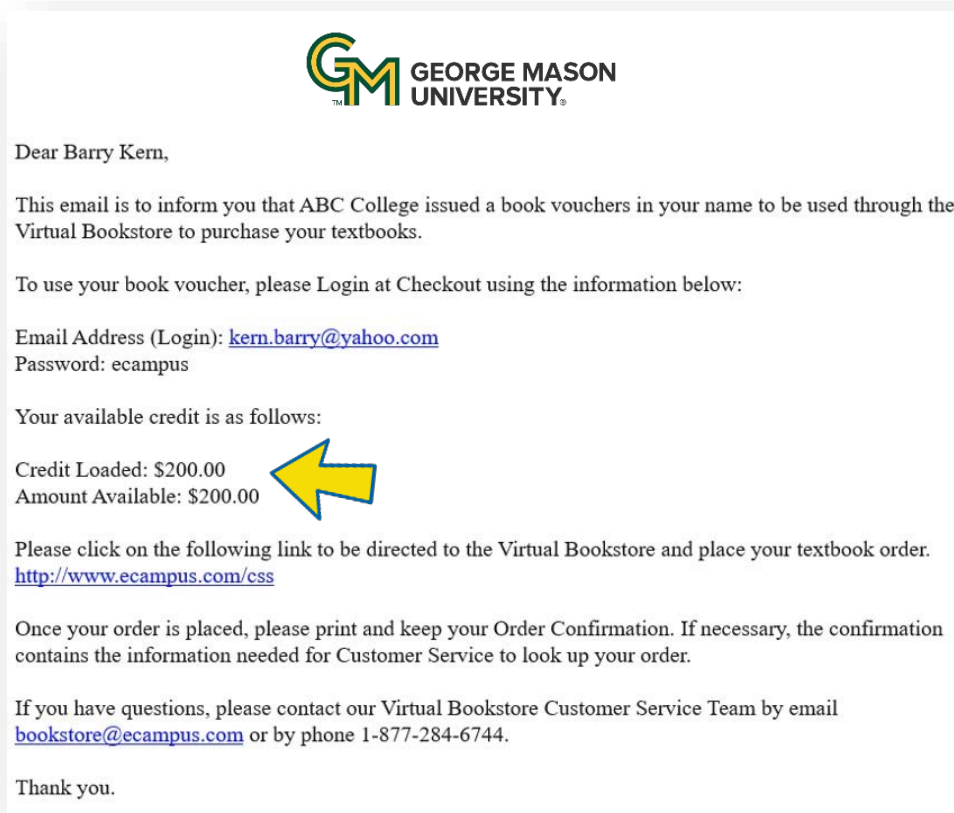 GM GEORGE MASON
TM UNIVERSITY®
Dear Barry Kern,
This email is to inform you that ABC College issued a book vouchers in your name to be used through the
Virtual Bookstore to purchase your textbooks.
To use your book voucher, please Login at Checkout using the information below:
Email Address (Login): kern.barry@yahoo.com
Password: ecampus
Your available credit is as follows:
Credit Loaded: $200.00
Amount Available: $200.00
Please click on the following link to be directed to the Virtual Bookstore and place your textbook order.
http://www.ecampus.com/css
Once your order is placed, please print and keep your Order Confirmation. If necessary, the confirmation
contains the information needed for Customer Service to look up your order.
If you have questions, please contact our Virtual Bookstore Customer Service Team by email
bookstore@ecampus.com or by phone 1-877-284-6744.
Thank you.